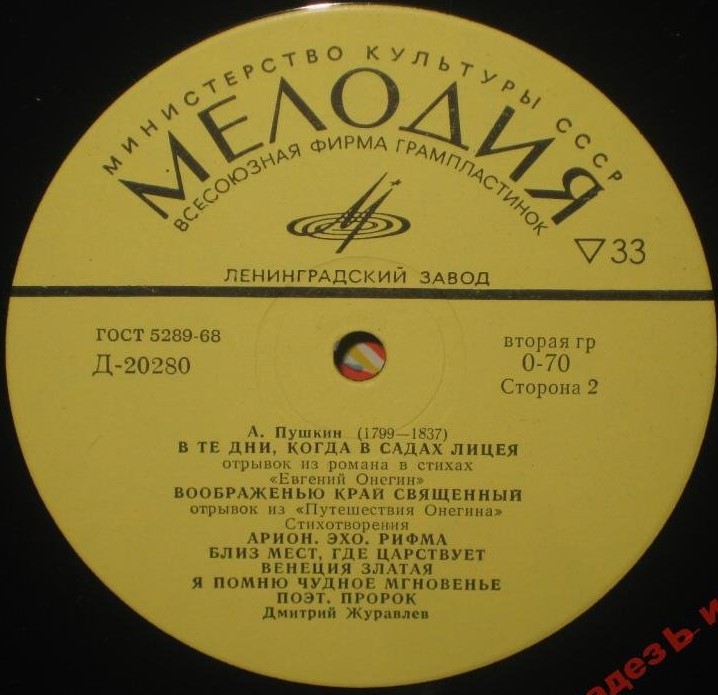 МИНИСТЕРСТВО КУЛЬТУРЫ СССР
МЕЛОДИЯ
ВСЕСОЮЗНАЯ ФИРМА ГРАМПЛАСТИНОК
▽33
ЛЕНИНГРАДСКИЙ ЗАВОД
ГОСТ 5289-68
Д-20280
вторая гр
0-70
Сторона 2
А. Пушкин (1799—1837)
В ТЕ ДНИ, КОГДА В САДАХ ЛИЦЕЯ
отрывок из романа в стихах
«Евгений Онегин»
ВООБРАЖЕНЬЮ КРАЙ СВЯЩЕННЫЙ
отрывок из «Путешествия Онегина»
Стихотворения
АРИОН. ЭХО. РИФМА
БЛИЗ МЕСТ, ГДЕ ЦАРСТВУЕТ
ВЕНЕЦИЯ ЗЛАТАЯ
Я ПОМНЮ ЧУДНОЕ МГНОВЕНЬЕ
ПОЭТ. ПРОРОК
Дмитрий Журавлев